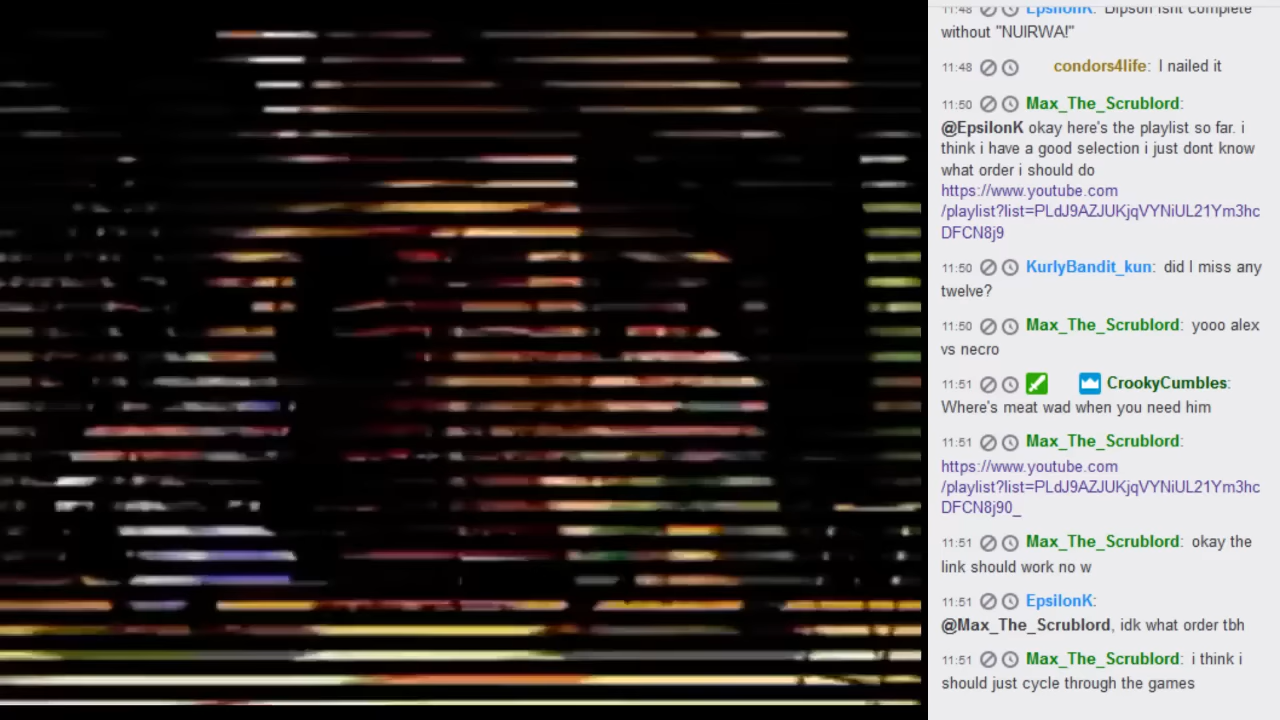 11:48 EpsilonK: Dipson isnt complete
without "NUIRWA!"
11:48 condors4life: I nailed it
11:50 Max_The_Scrublord:
@EpsilonK okay here's the playlist so far. i
think i have a good selection i just dont know
what order i should do
https://www.youtube.com
/playlist?list=PLdJ9AZJUKjqVYNiUL21Ym3hc
DFCN8j9
11:50 KurlyBandit_kun: did I miss any
twelve?
11:50 Max_The_Scrublord: yooo alex
vs necro
11:51 CrookyCumbles:
Where's meat wad when you need him
11:51 Max_The_Scrublord:
https://www.youtube.com
/playlist?list=PLdJ9AZJUKjqVYNiUL21Ym3hc
DFCN8j90_
11:51 Max_The_Scrublord: okay the
link should work no w
11:51 EpsilonK:
@Max_The_Scrublord, idk what order tbh
11:51 Max_The_Scrublord: i think i
should just cycle through the games